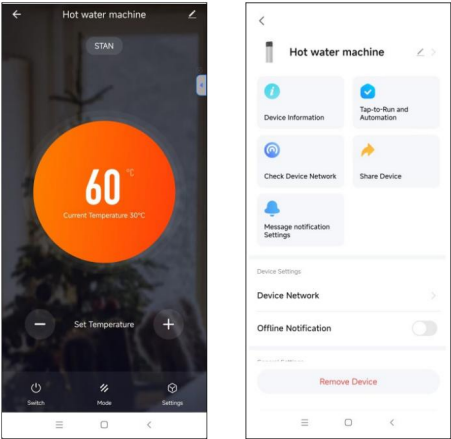 Hot water machine
STAN
60 °C
Current Temperature 30°C
Set Temperature
Switch
Mode
Settings
Hot water machine
Device Information
Tap-to-Run and
Automation
Check Device Network
Share Device
Message notification
Settings
Device Settings
Device Network
Offline Notification
Remove Device